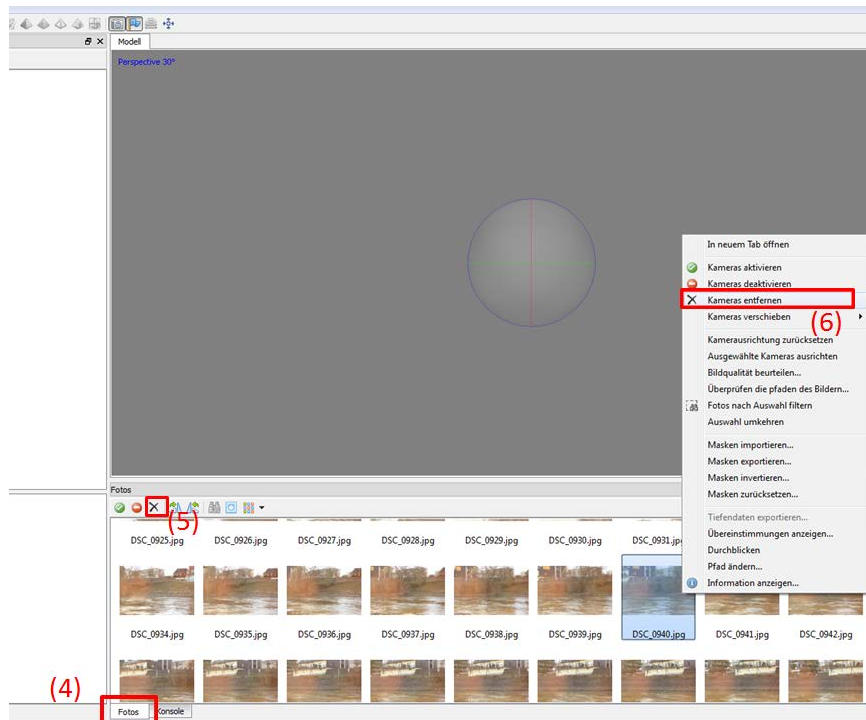 Modell
Perspective 30°
In neuem Tab öffnen
Kameras aktivieren
Kameras deaktivieren
Kameras entfernen
Kameras verschieben
(6)
Kamerausrichtung zurücksetzen
Ausgewählte Kameras ausrichten
Bildqualität beurteilen...
Überprüfen die pfaden des Bildern...
Fotos nach Auswahl filtern
Auswahl umkehren
Masken importieren...
Masken exportieren...
Masken invertieren...
Masken zurücksetzen...
Tiefendaten exportieren...
Übereinstimmungen anzeigen...
Durchblicken
Pfad ändern...
Information anzeigen...
Fotos
(5)
DSC_0925.jpg DSC_0926.jpg DSC_0927.jpg DSC_0928.jpg DSC_0929.jpg DSC_0930.jpg DSC_0931.jpg
DSC_0934.jpg DSC_0935.jpg DSC_0936.jpg DSC_0937.jpg DSC_0938.jpg DSC_0939.jpg DSC_0940.jpg DSC_0941.jpg DSC_0942.jpg
(4)
Fotos Konsole